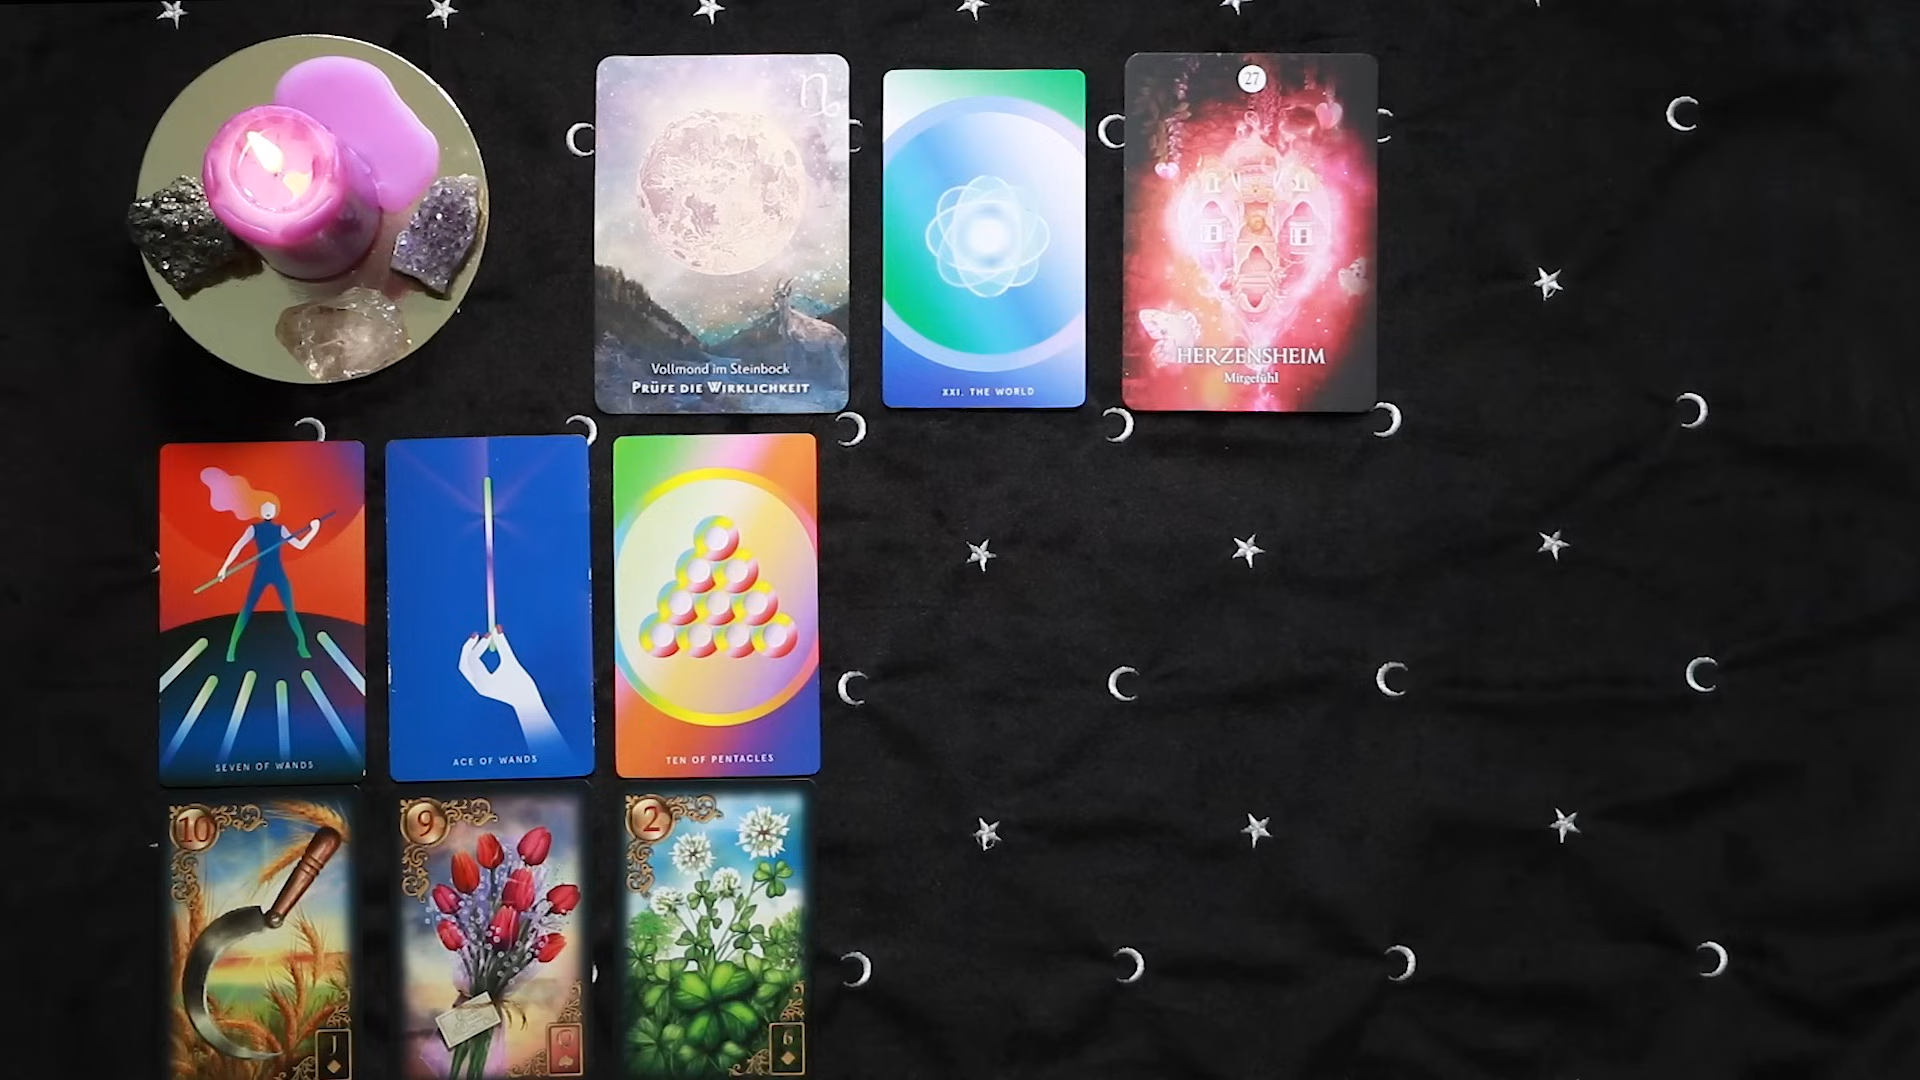 27
Vollmond im Steinbock
PRÜFE DIE WIRKLICHKEIT
XXI. THE WORLD
HERZENSHEIM
Mitgefühl
SEVEN OF WANDS
ACE OF WANDS
TEN OF PENTACLES
10
9
2
J
Q
6